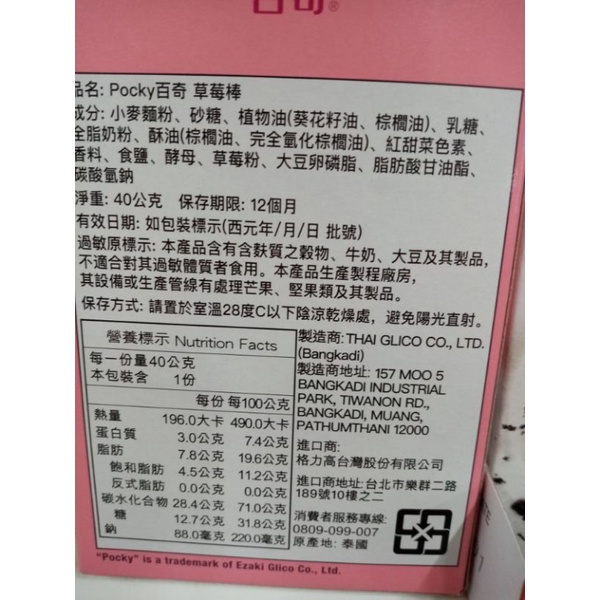 百奇®
品名: Pocky百奇 草莓棒
成分: 小麥麵粉、砂糖、植物油(葵花籽油、棕櫚油)、乳糖、
全脂奶粉、酥油(棕櫚油、完全氫化棕櫚油)、紅甜菜色素、
香料、食鹽、酵母、草莓粉、大豆卵磷脂、脂肪酸甘油酯、
碳酸氫鈉
淨重: 40公克 保存期限: 12個月
有效日期: 如包裝標示(西元年/月/日 批號)
過敏原標示: 本產品含有含麩質之穀物、牛奶、大豆及其製品,
不適合對其過敏體質者食用。本產品生產製程廠房,
其設備或生產管線有處理芒果、堅果類及其製品。
保存方式: 請置於室溫28度C以下陰涼乾燥處,避免陽光直射。
營養標示 Nutrition Facts
每一份量40公克
本包裝含 1份
每份 每100公克
熱量 196.0大卡 490.0大卡
蛋白質 3.0公克 7.4公克
脂肪 7.8公克 19.6公克
飽和脂肪 4.5公克 11.2公克
反式脂肪 0.0公克 0.0公克
碳水化合物 28.4公克 71.0公克
糖 12.7公克 31.8公克
鈉 88.0毫克 220.0毫克
製造商: THAI GLICO CO., LTD.
(Bangkadi)
製造商地址: 157 MOO 5
BANGKADI INDUSTRIAL
PARK, TIWANON RD.,
BANGKADI, MUANG,
PATHUMTHANI 12000
進口商:
格力高台灣股份有限公司
進口商地址:台北市樂群二路
189號10樓之二
消費者服務專線:
0809-099-007
原產地: 泰國
"Pocky" is a trademark of Ezaki Glico Co., Ltd.